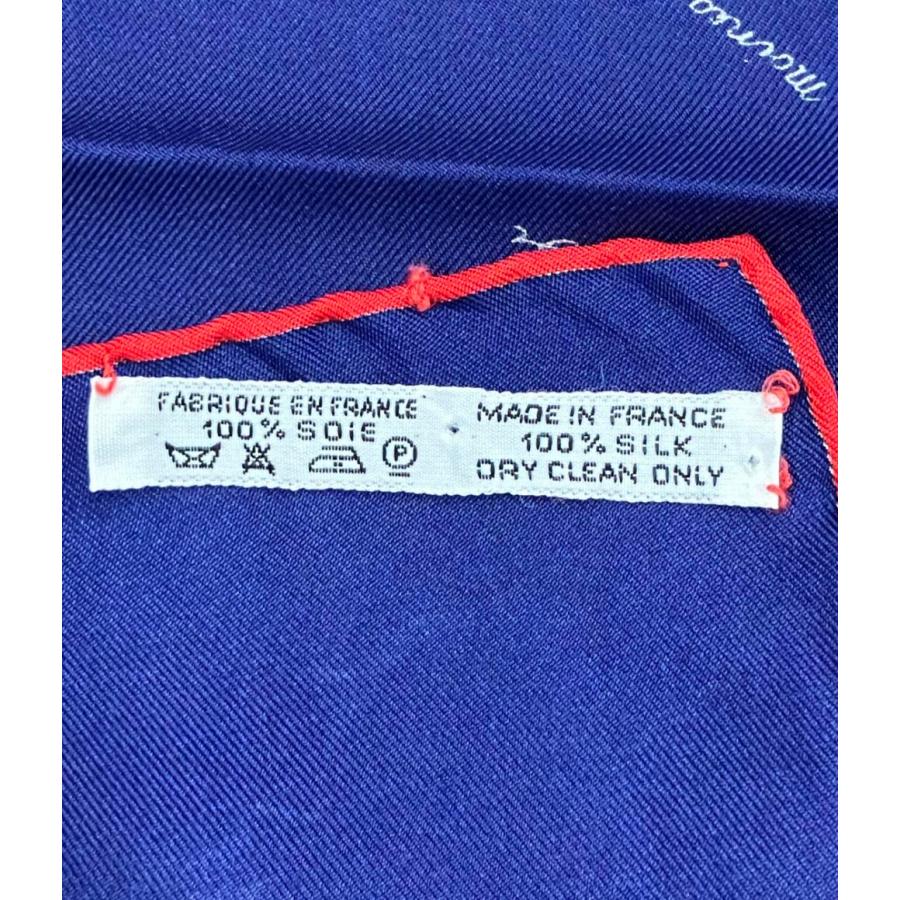 FABRIQUE EN FRANCE
100% SOIE
P
MADE IN FRANCE
100% SILK
DRY CLEAN ONLY